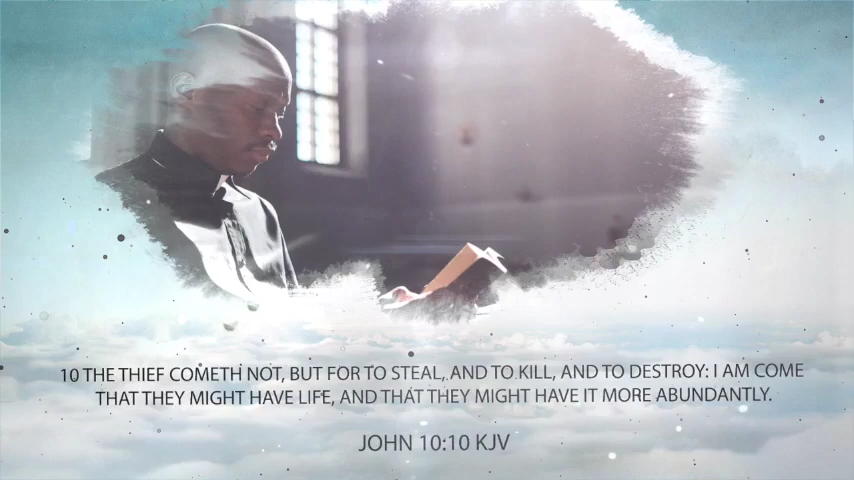 10 THE THIEF COMETH NOT, BUT FOR TO STEAL, AND TO KILL, AND TO DESTROY: I AM COME
THAT THEY MIGHT HAVE LIFE, AND THAT THEY MIGHT HAVE IT MORE ABUNDANTLY.
JOHN 10:10 KJV